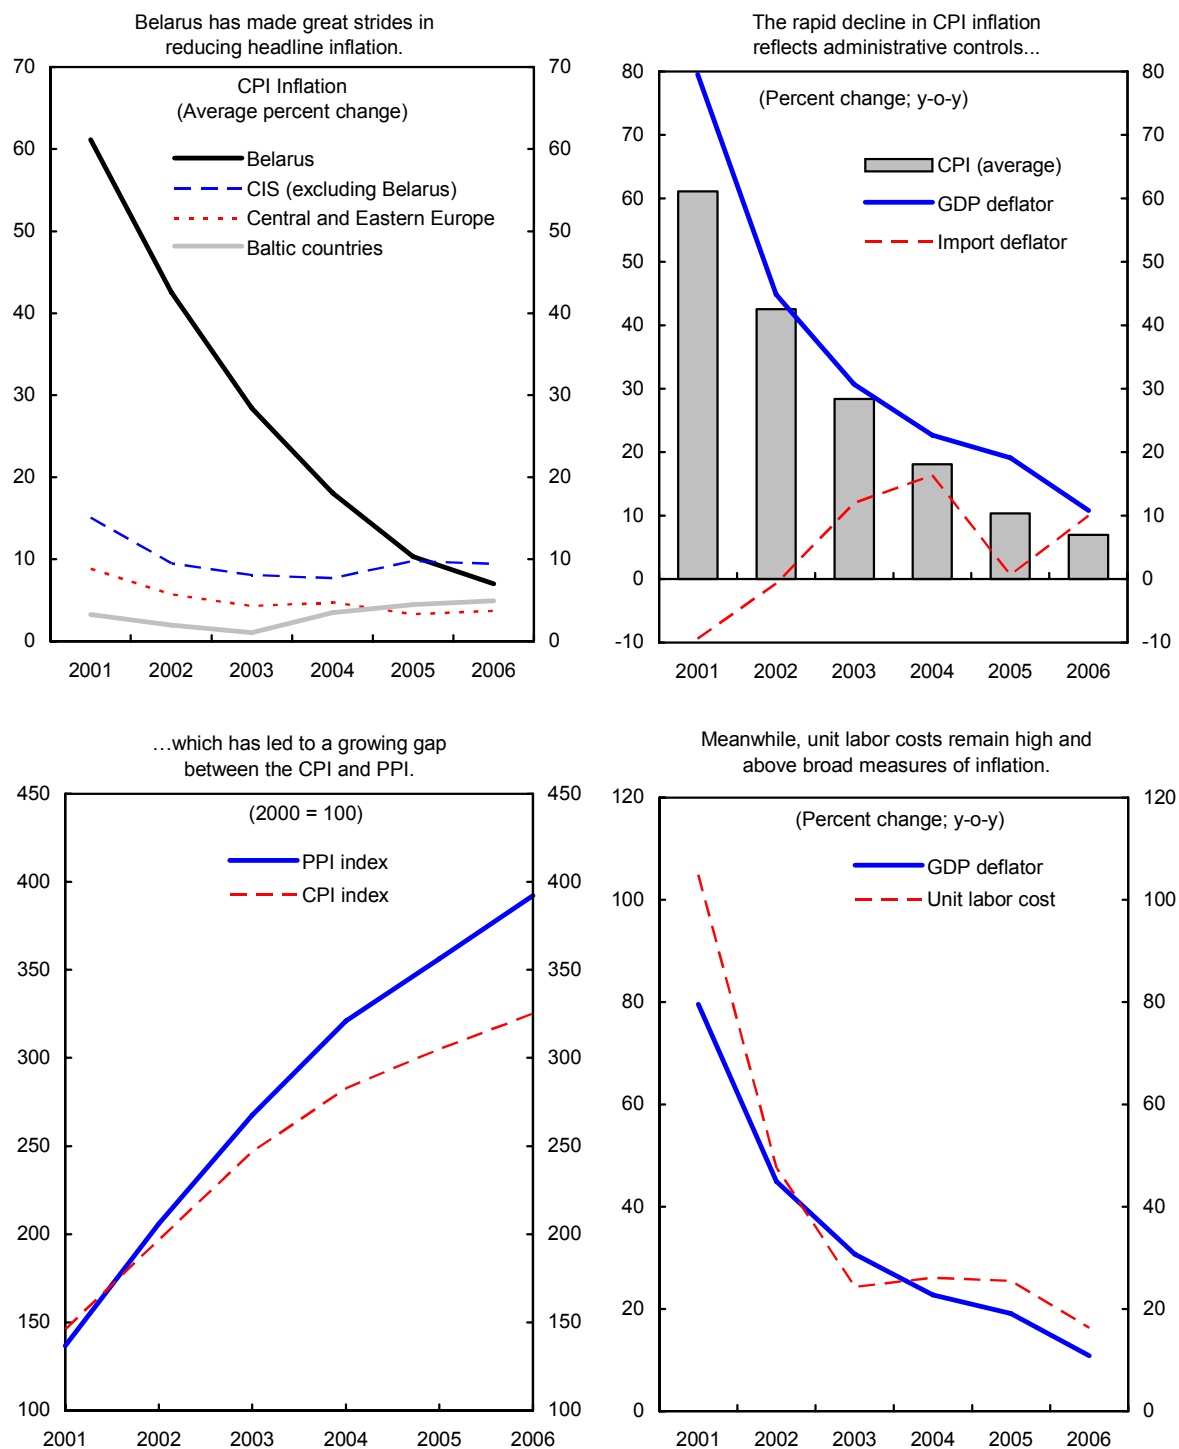 Belarus has made great strides in
reducing headline inflation.
70
60
50
40
30
20
10
0
70
60
50
40
30
20
10
0
CPI Inflation
(Average percent change)
Belarus
CIS (excluding Belarus)
Central and Eastern Europe
Baltic countries
2001 2002 2003 2004 2005 2006
The rapid decline in CPI inflation
reflects administrative controls...
80
70
60
50
40
30
20
10
0
-10
80
70
60
50
40
30
20
10
0
-10
(Percent change; y-o-y)
CPI (average)
GDP deflator
Import deflator
2001 2002 2003 2004 2005 2006
…which has led to a growing gap
between the CPI and PPI.
450
400
350
300
250
200
150
100
450
400
350
300
250
200
150
100
(2000 = 100)
PPI index
CPI index
2001 2002 2003 2004 2005 2006
Meanwhile, unit labor costs remain high and
above broad measures of inflation.
120
100
80
60
40
20
0
120
100
80
60
40
20
0
(Percent change; y-o-y)
GDP deflator
Unit labor cost
2001 2002 2003 2004 2005 2006